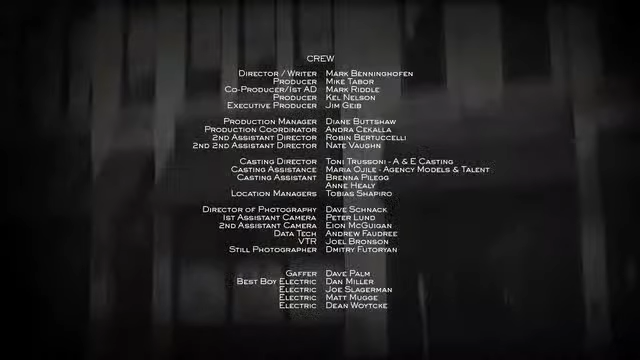 CREW
DIRECTOR / WRITER MARK BENNINGHOFEN
PRODUCER MIKE TABOR
CO-PRODUCER/1ST AD MARK RIDDLE
PRODUCER KEL NELSON
EXECUTIVE PRODUCER JIM GEIB
PRODUCTION MANAGER DIANE BUTTSHAW
PRODUCTION COORDINATOR ANDRA CEKALLA
2ND ASSISTANT DIRECTOR ROBIN BERTUCCELLI
2ND 2ND ASSISTANT DIRECTOR NATE VAUGHN
CASTING DIRECTOR TONI TRUSSONI - A & E CASTING
CASTING ASSISTANCE MARIA OJILE - AGENCY MODELS & TALENT
CASTING ASSISTANT BRENNA PILEGG
ANNE HEALY
LOCATION MANAGERS TOBIAS SHAPIRO
DIRECTOR OF PHOTOGRAPHY DAVE SCHNACK
1ST ASSISTANT CAMERA PETER LUND
2ND ASSISTANT CAMERA EION MCGUIGAN
DATA TECH ANDREW FAUDREE
VTR JOEL BRONSON
STILL PHOTOGRAPHER DMITRY FUTORYAN
GAFFER DAVE PALM
BEST BOY ELECTRIC DAN MILLER
ELECTRIC JOE SLAGERMAN
ELECTRIC MATT MUGGE
ELECTRIC DEAN WOYTCKE